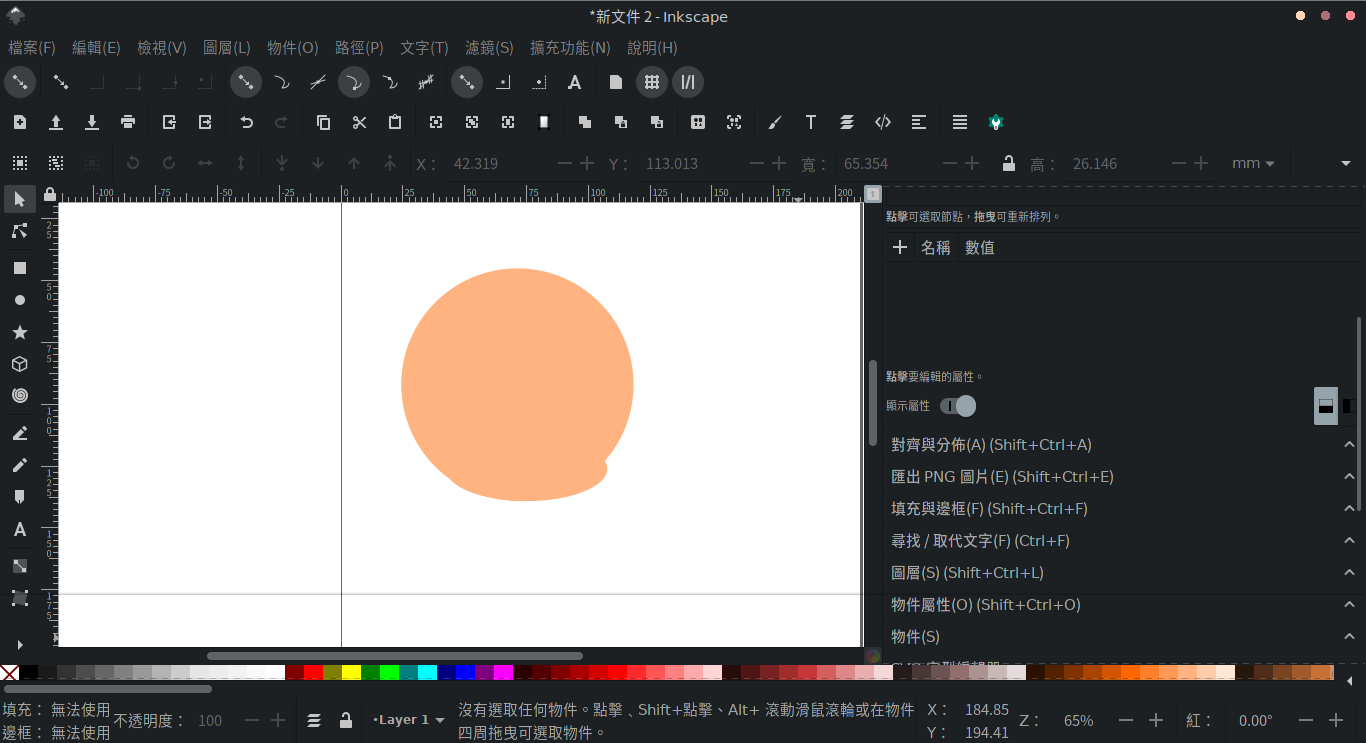 *新文件 2 - Inkscape
檔案(F) 編輯(E) 檢視(V) 圖層(L) 物件(O) 路徑(P) 文字(T) 濾鏡(S) 擴充功能(N) 說明(H)
X： 42.319 Y： 113.013 寬： 65.354 高： 26.146 mm
-100 -75 -50 -25 0 25 50 75 100 125 150 175 200 1
25
50
75
100
125
150
175
點擊可選取節點，拖曳可重新排列。
名稱 數值
點擊要編輯的屬性。
顯示屬性
對齊與分佈(A) (Shift+Ctrl+A)
匯出 PNG 圖片(E) (Shift+Ctrl+E)
填充與邊框(F) (Shift+Ctrl+F)
尋找 / 取代文字(F) (Ctrl+F)
圖層(S) (Shift+Ctrl+L)
物件屬性(O) (Shift+Ctrl+O)
物件(S)
填充： 無法使用
邊框： 無法使用
不透明度： 100
•Layer 1
沒有選取任何物件。點擊﹑Shift+點擊、Alt+ 滾動滑鼠滾輪或在物件
四周拖曳可選取物件。
X： 184.85
Y： 194.41
Z： 65%
紅： 0.00°